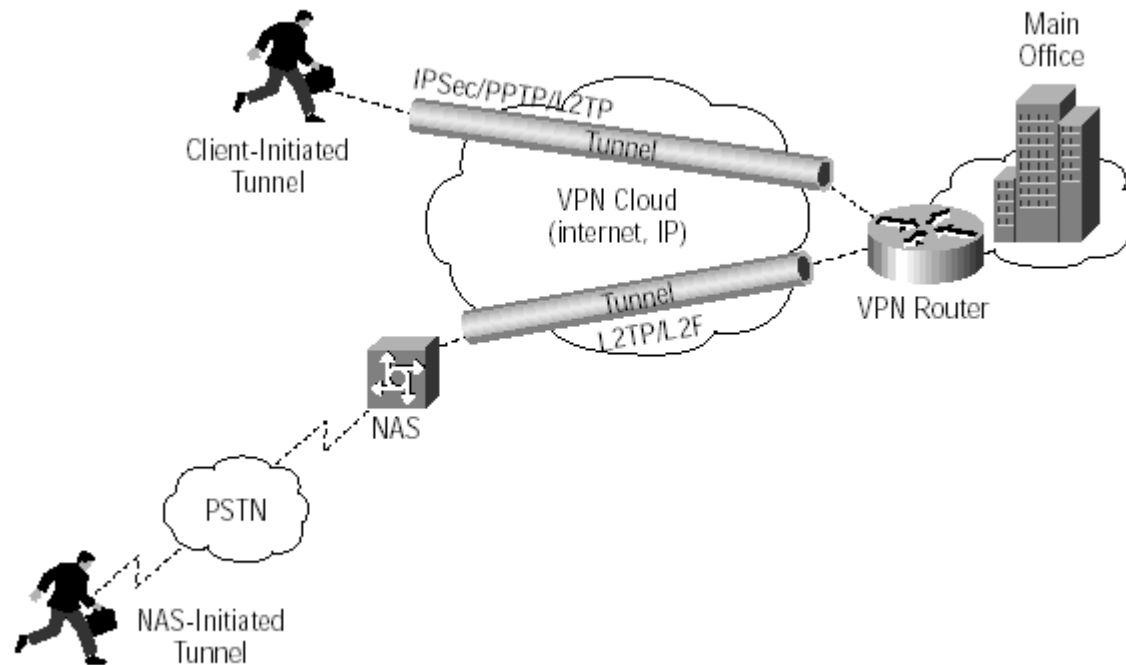 Main
Office
IPSec/PPTP/L2TP
Tunnel
Client-Initiated
Tunnel
VPN Cloud
(internet, IP)
Tunnel
L2TP/L2F
VPN Router
NAS
PSTN
NAS-Initiated
Tunnel